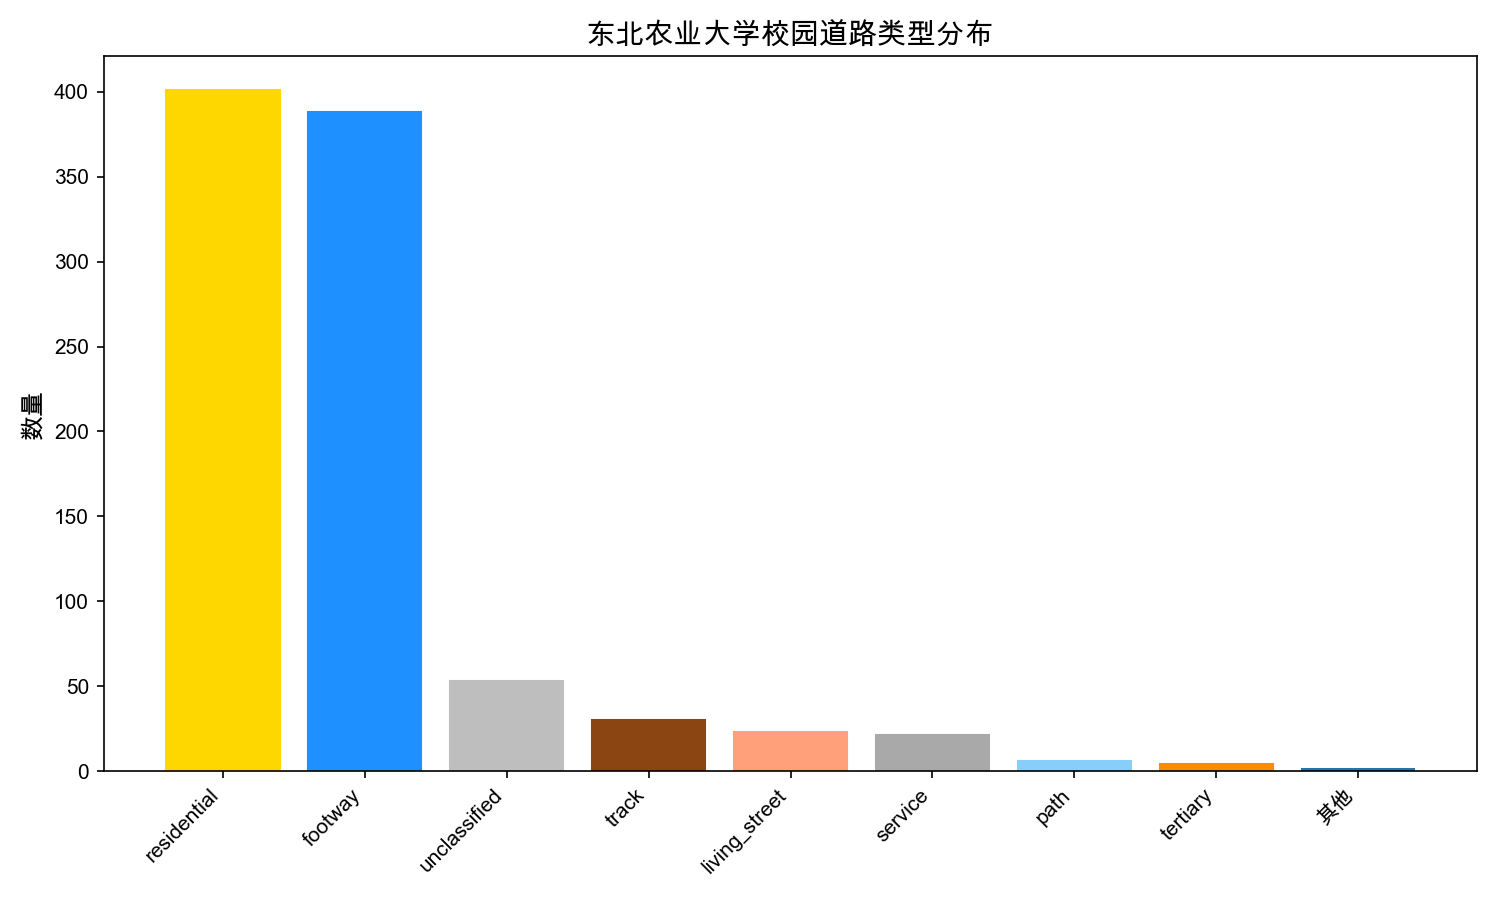 东北农业大学校园道路类型分布
数量
400
350
300
250
200
150
100
50
0
residential
footway
unclassified
track
living_street
service
path
tertiary
其他